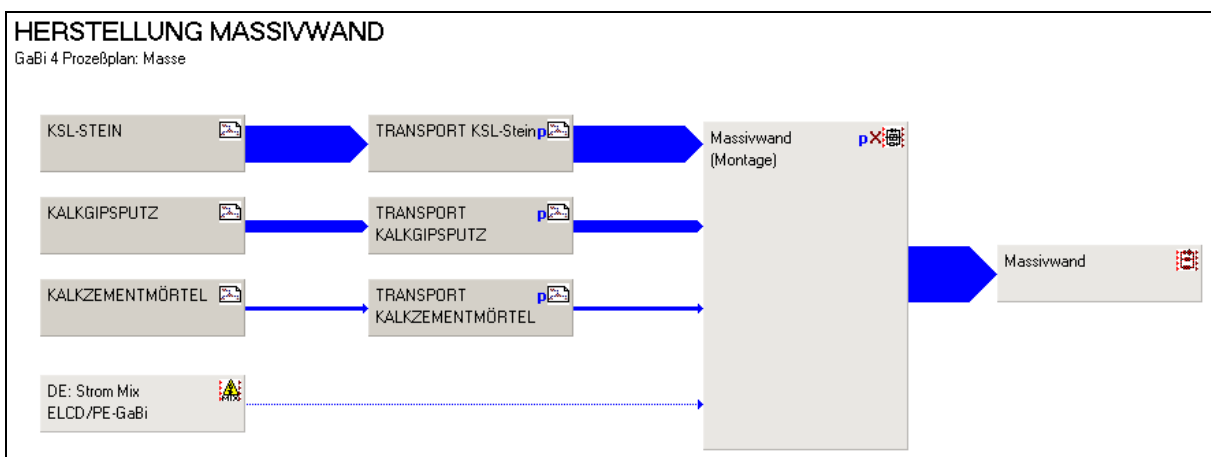 HERSTELLUNG MASSIVWAND
GaBi 4 Prozeßplan: Masse
KSL-STEIN
TRANSPORT KSL-Stein p
Massivwand p
(Montage)
KALKGIPSPUTZ
TRANSPORT p
KALKGIPSPUTZ
Massivwand
KALKZEMENTMÖRTEL
TRANSPORT p
KALKZEMENTMÖRTEL
DE: Strom Mix
ELCD/PE-GaBi
MIX